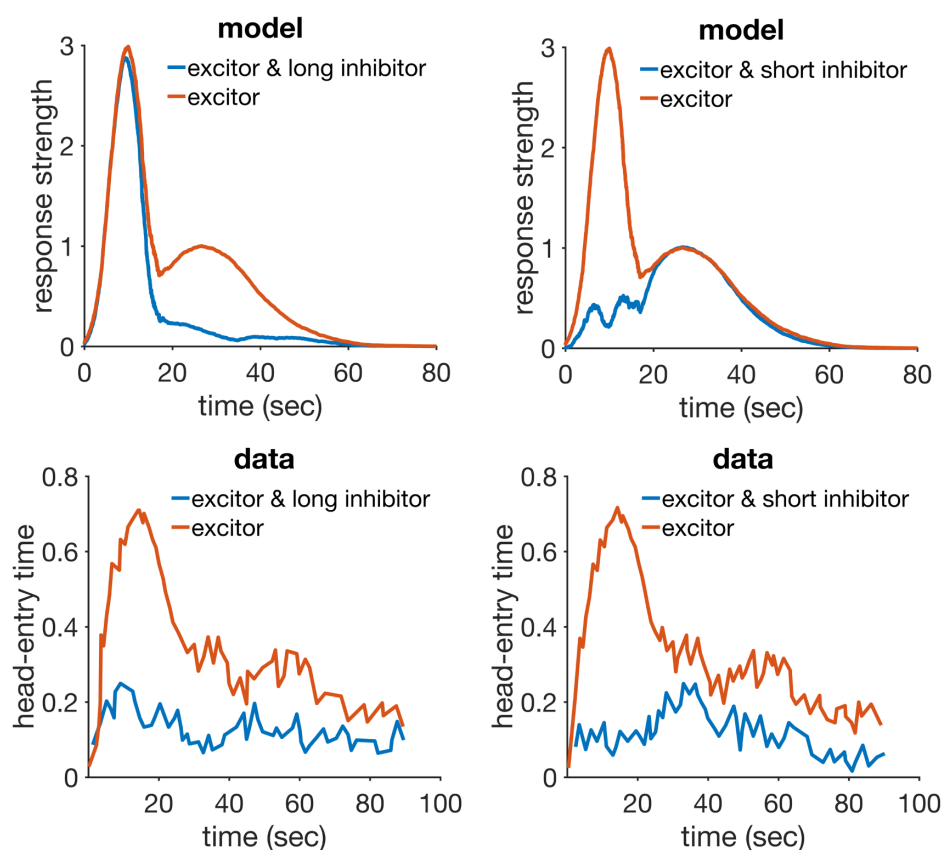 model
3
2
1
0
response strength
excitor & long inhibitor
excitor
0 20 40 60 80
time (sec)
model
3
2
1
0
response strength
excitor & short inhibitor
excitor
0 20 40 60 80
time (sec)
data
0.8
0.6
0.4
0.2
0
head-entry time
excitor & long inhibitor
excitor
20 40 60 80 100
time (sec)
data
0.8
0.6
0.4
0.2
0
head-entry time
excitor & short inhibitor
excitor
20 40 60 80 100
time (sec)